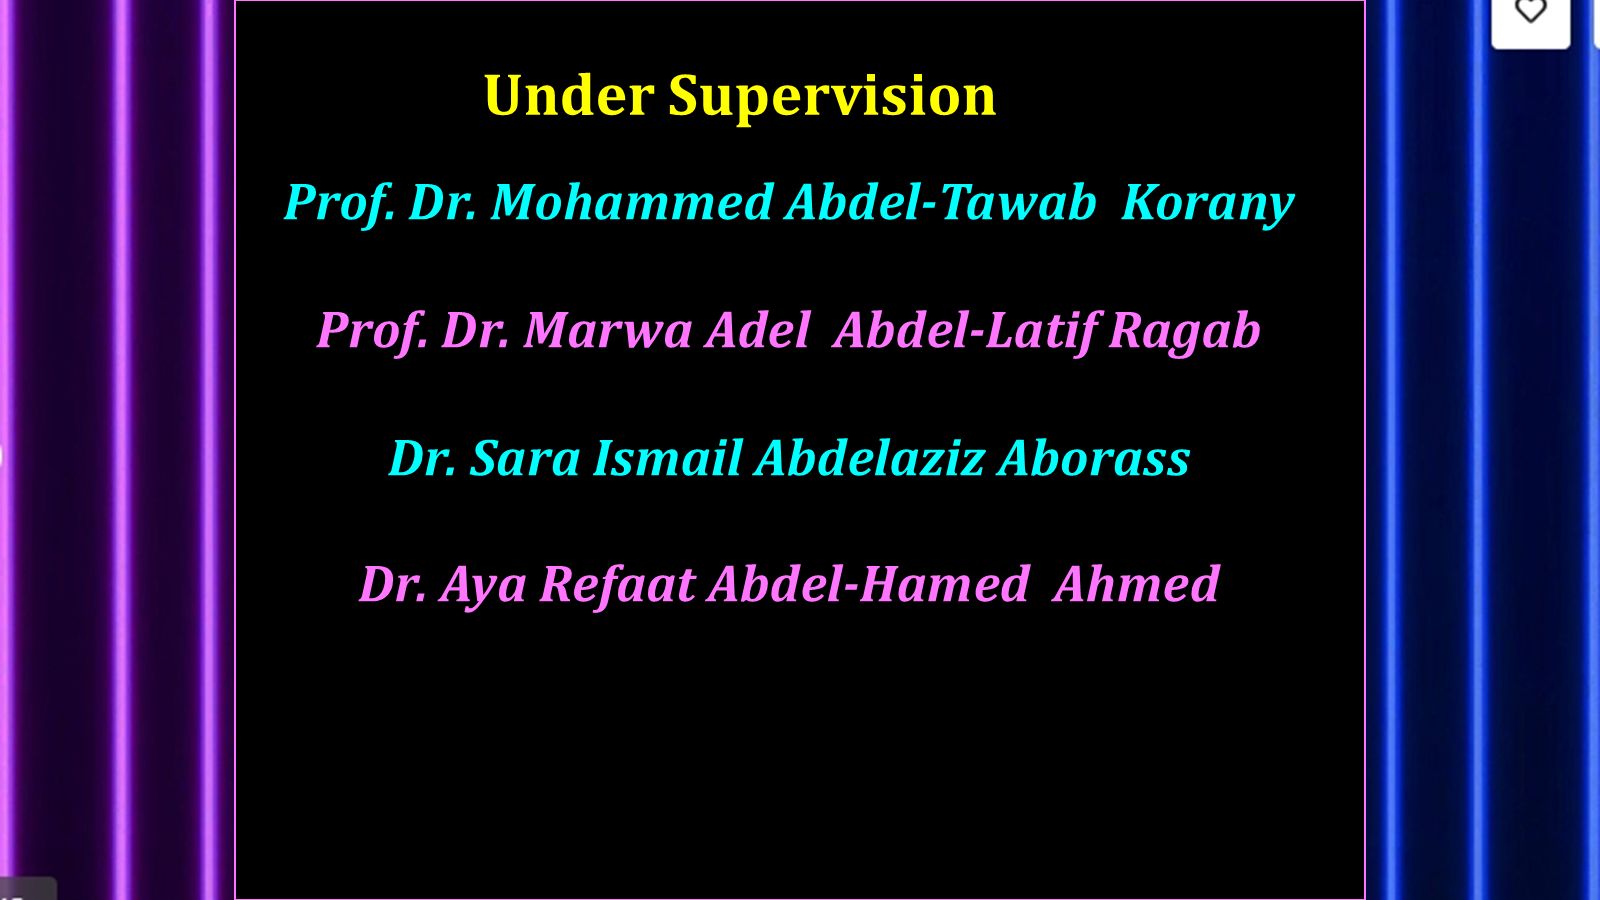 Under Supervision
Prof. Dr. Mohammed Abdel-Tawab Korany
Prof. Dr. Marwa Adel Abdel-Latif Ragab
Dr. Sara Ismail Abdelaziz Aborass
Dr. Aya Refaat Abdel-Hamed Ahmed